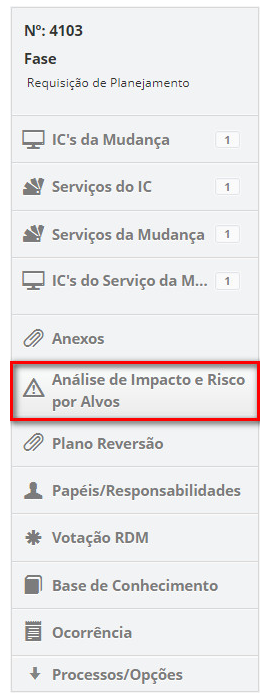 Nº: 4103
Fase
Requisição de Planejamento
IC's da Mudança 1
Serviços do IC 1
Serviços da Mudança 1
IC's do Serviço da M... 1
Anexos
Análise de Impacto e Risco
por Alvos
Plano Reversão
Papéis/Responsabilidades
Votação RDM
Base de Conhecimento
Ocorrência
Processos/Opções